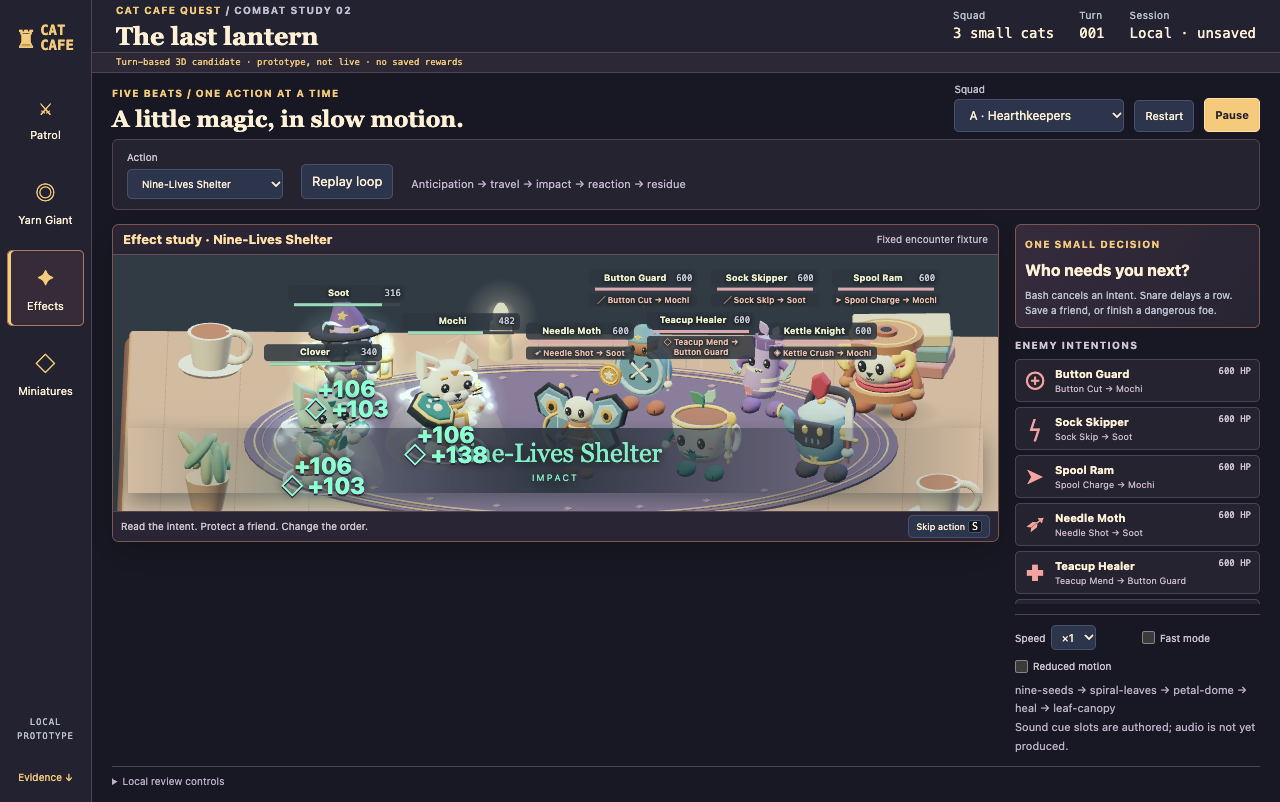 CAT
CAFE
CAT CAFE QUEST / COMBAT STUDY 02
The last lantern
Squad
3 small cats
Turn
001
Session
Local · unsaved
Turn-based 3D candidate · prototype, not live · no saved rewards
Patrol
Yarn Giant
Effects
Miniatures
LOCAL
PROTOTYPE
Evidence ↓
FIVE BEATS / ONE ACTION AT A TIME
A little magic, in slow motion.
Squad
A · Hearthkeepers
Restart
Pause
Action
Nine-Lives Shelter
Replay loop
Anticipation → travel → impact → reaction → residue
Effect study · Nine-Lives Shelter
Fixed encounter fixture
Button Guard 600
Button Cut → Mochi
Sock Skipper 600
Sock Skip → Soot
Spool Ram 600
Spool Charge → Mochi
Soot 316
Mochi 482
Clover 340
Needle Moth 600
Needle Shot → Soot
Teacup Healer 600
Teacup Mend →
Button Guard
Kettle Knight 600
Kettle Crush → Mochi
+106
+103
+106
+138
+106
+103
ne-Lives Shelter
IMPACT
Read the intent. Protect a friend. Change the order.
Skip action S
ONE SMALL DECISION
Who needs you next?
Bash cancels an intent. Snare delays a row.
Save a friend, or finish a dangerous foe.
ENEMY INTENTIONS
Button Guard 600 HP
Button Cut → Mochi
Sock Skipper 600 HP
Sock Skip → Soot
Spool Ram 600 HP
Spool Charge → Mochi
Needle Moth 600 HP
Needle Shot → Soot
Teacup Healer 600 HP
Teacup Mend → Button Guard
Speed ×1 Fast mode
Reduced motion
nine-seeds → spiral-leaves → petal-dome →
heal → leaf-canopy
Sound cue slots are authored; audio is not yet
produced.
Local review controls